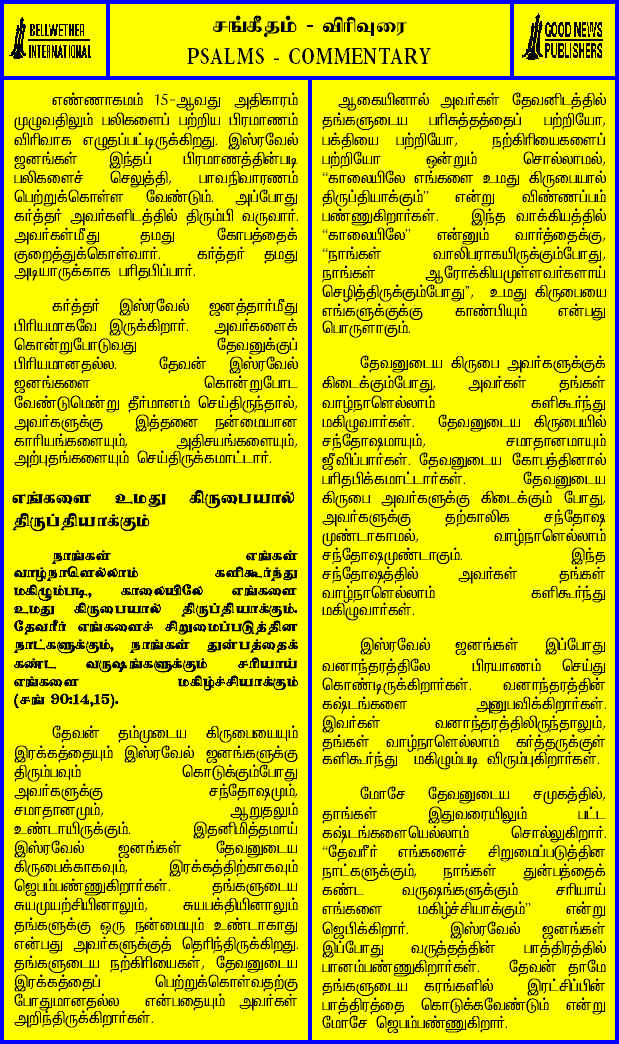 BELLWETHER
INTERNATIONAL
சங்கீதம் - விரிவுரை
PSALMS - COMMENTARY
GOOD NEWS
PUBLISHERS
எண்ணாகமம் 15-ஆவது அதிகாரம்
முழுவதிலும் பலிகளைப் பற்றிய பிரமாணம்
விரிவாக எழுதப்பட்டிருக்கிறது. இஸ்ரவேல்
ஜனங்கள் இந்தப் பிரமாணத்தின்படி
பலிகளைச் செலுத்தி, பாவநிவாரணம்
பெற்றுக்கொள்ள வேண்டும். அப்போது
கர்த்தர் அவர்களிடத்தில் திரும்பி வருவார்.
அவர்கள்மீது தமது கோபத்தைக்
குறைத்துக்கொள்வார். கர்த்தர் தமது
அடியாருக்காக பரிதபிப்பார்.
கர்த்தர் இஸ்ரவேல் ஜனத்தார்மீது
பிரியமாகவே இருக்கிறார். அவர்களைக்
கொன்றுபோடுவது தேவனுக்குப்
பிரியமானதல்ல. தேவன் இஸ்ரவேல்
ஜனங்களை கொன்றுபோட
வேண்டுமென்று தீர்மானம் செய்திருந்தால்,
அவர்களுக்கு இத்தனை நன்மையான
காரியங்களையும், அதிசயங்களையும்,
அற்புதங்களையும் செய்திருக்கமாட்டார்.
எங்களை உமது கிருபையால்
திருப்தியாக்கும்
நாங்கள் எங்கள்
வாழ்நாளெல்லாம் களிகூர்ந்து
மகிழும்படி, காலையிலே எங்களை
உமது கிருபையால் திருப்தியாக்கும்.
தேவரீர் எங்களைச் சிறுமைப்படுத்தின
நாட்களுக்கும், நாங்கள் துன்பத்தைக்
கண்ட வருஷங்களுக்கும் சரியாய்
எங்களை மகிழ்ச்சியாக்கும்
(சங் 90:14,15).
தேவன் தம்முடைய கிருபையையும்
இரக்கத்தையும் இஸ்ரவேல் ஜனங்களுக்கு
திரும்பவும் கொடுக்கும்போது
அவர்களுக்கு சந்தோஷமும்,
சமாதானமும், ஆறுதலும்
உண்டாயிருக்கும். இதனிமித்தமாய்
இஸ்ரவேல் ஜனங்கள் தேவனுடைய
கிருபைக்காகவும், இரக்கத்திற்காகவும்
ஜெபம்பண்ணுகிறார்கள். தங்களுடைய
சுயமுயற்சியினாலும், சுயபக்தியினாலும்
தங்களுக்கு ஒரு நன்மையும் உண்டாகாது
என்பது அவர்களுக்குத் தெரிந்திருக்கிறது.
தங்களுடைய நற்கிரியைகள், தேவனுடைய
இரக்கத்தைப் பெற்றுக்கொள்வதற்கு
போதுமானதல்ல என்பதையும் அவர்கள்
அறிந்திருக்கிறார்கள்.
ஆகையினால் அவர்கள் தேவனிடத்தில்
தங்களுடைய பரிசுத்தத்தைப் பற்றியோ,
பக்தியை பற்றியோ, நற்கிரியைகளைப்
பற்றியோ ஒன்றும் சொல்லாமல்,
“காலையிலே எங்களை உமது கிருபையால்
திருப்தியாக்கும்” என்று விண்ணப்பம்
பண்ணுகிறார்கள். இந்த வாக்கியத்தில்
“காலையிலே” என்னும் வார்த்தைக்கு,
“நாங்கள் வாலிபராகயிருக்கும்போது,
நாங்கள் ஆரோக்கியமுள்ளவர்களாய்
செழித்திருக்கும்போது”, உமது கிருபையை
எங்களுக்குக்கு காண்பியும் என்பது
பொருளாகும்.
தேவனுடைய கிருபை அவர்களுக்குக்
கிடைக்கும்போது, அவர்கள் தங்கள்
வாழ்நாளெல்லாம் களிகூர்ந்து
மகிழுவார்கள். தேவனுடைய கிருபையில்
சந்தோஷமாயும், சமாதானமாயும்
ஜீவிப்பார்கள். தேவனுடைய கோபத்தினால்
பரிதபிக்கமாட்டார்கள். தேவனுடைய
கிருபை அவர்களுக்கு கிடைக்கும் போது,
அவர்களுக்கு தற்காலிக சந்தோஷ
முண்டாகாமல், வாழ்நாளெல்லாம்
சந்தோஷமுண்டாகும். இந்த
சந்தோஷத்தில் அவர்கள் தங்கள்
வாழ்நாளெல்லாம் களிகூர்ந்து
மகிழுவார்கள்.
இஸ்ரவேல் ஜனங்கள் இப்போது
வனாந்தரத்திலே பிரயாணம் செய்து
கொண்டிருக்கிறார்கள். வனாந்தரத்தின்
கஷ்டங்களை அனுபவிக்கிறார்கள்.
இவர்கள் வனாந்தரத்திலிருந்தாலும்,
தங்கள் வாழ்நாளெல்லாம் கர்த்தருக்குள்
களிகூர்ந்து மகிழும்படி விரும்புகிறார்கள்.
மோசே தேவனுடைய சமுகத்தில்,
தாங்கள் இதுவரையிலும் பட்ட
கஷ்டங்களையெல்லாம் சொல்லுகிறார்.
“தேவரீர் எங்களைச் சிறுமைப்படுத்தின
நாட்களுக்கும், நாங்கள் துன்பத்தைக்
கண்ட வருஷங்களுக்கும் சரியாய்
எங்களை மகிழ்ச்சியாக்கும்” என்று
ஜெபிக்கிறார். இஸ்ரவேல் ஜனங்கள்
இப்போது வருத்தத்தின் பாத்திரத்தில்
பானம்பண்ணுகிறார்கள். தேவன் தாமே
தங்களுடைய கரங்களில் இரட்சிப்பின்
பாத்திரத்தை கொடுக்கவேண்டும் என்று
மோசே ஜெபம்பண்ணுகிறார்.